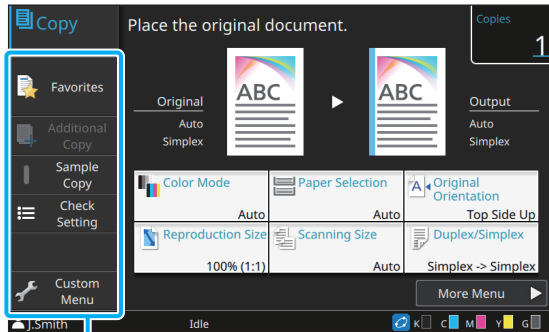 Copy
Place the original document.
Copies
1
Favorites
Additional
Copy
Sample
Copy
Check
Setting
Custom
Menu
Original
Auto
Simplex
ABC
ABC
Output
Auto
Simplex
Color Mode
Auto
Paper Selection
Auto
A
Original
Orientation
Top Side Up
Reproduction Size
100% (1:1)
Scanning Size
Auto
Duplex/Simplex
Simplex -> Simplex
More Menu
J.Smith
Idle
K C M Y G